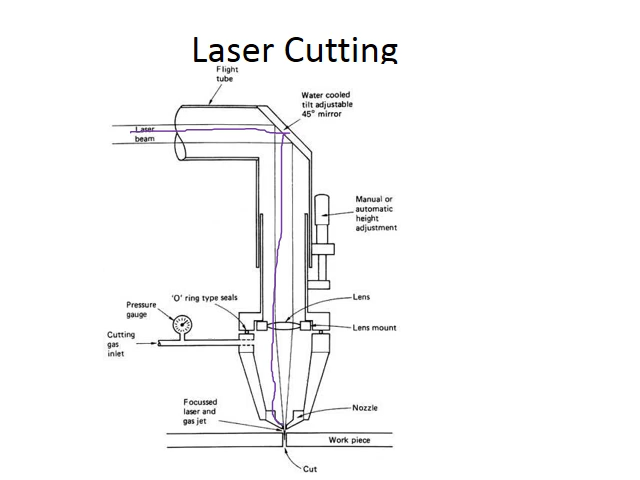 Laser Cutting
Flight
tube
Water cooled
tilt adjustable
45° mirror
Laser
beam
Manual or
automatic
height
adjustment
'O' ring type seals
Lens
Pressure
gauge
Lens mount
Cutting
gas
inlet
Focussed
laser and
gas jet
Nozzle
Work piece
Cut